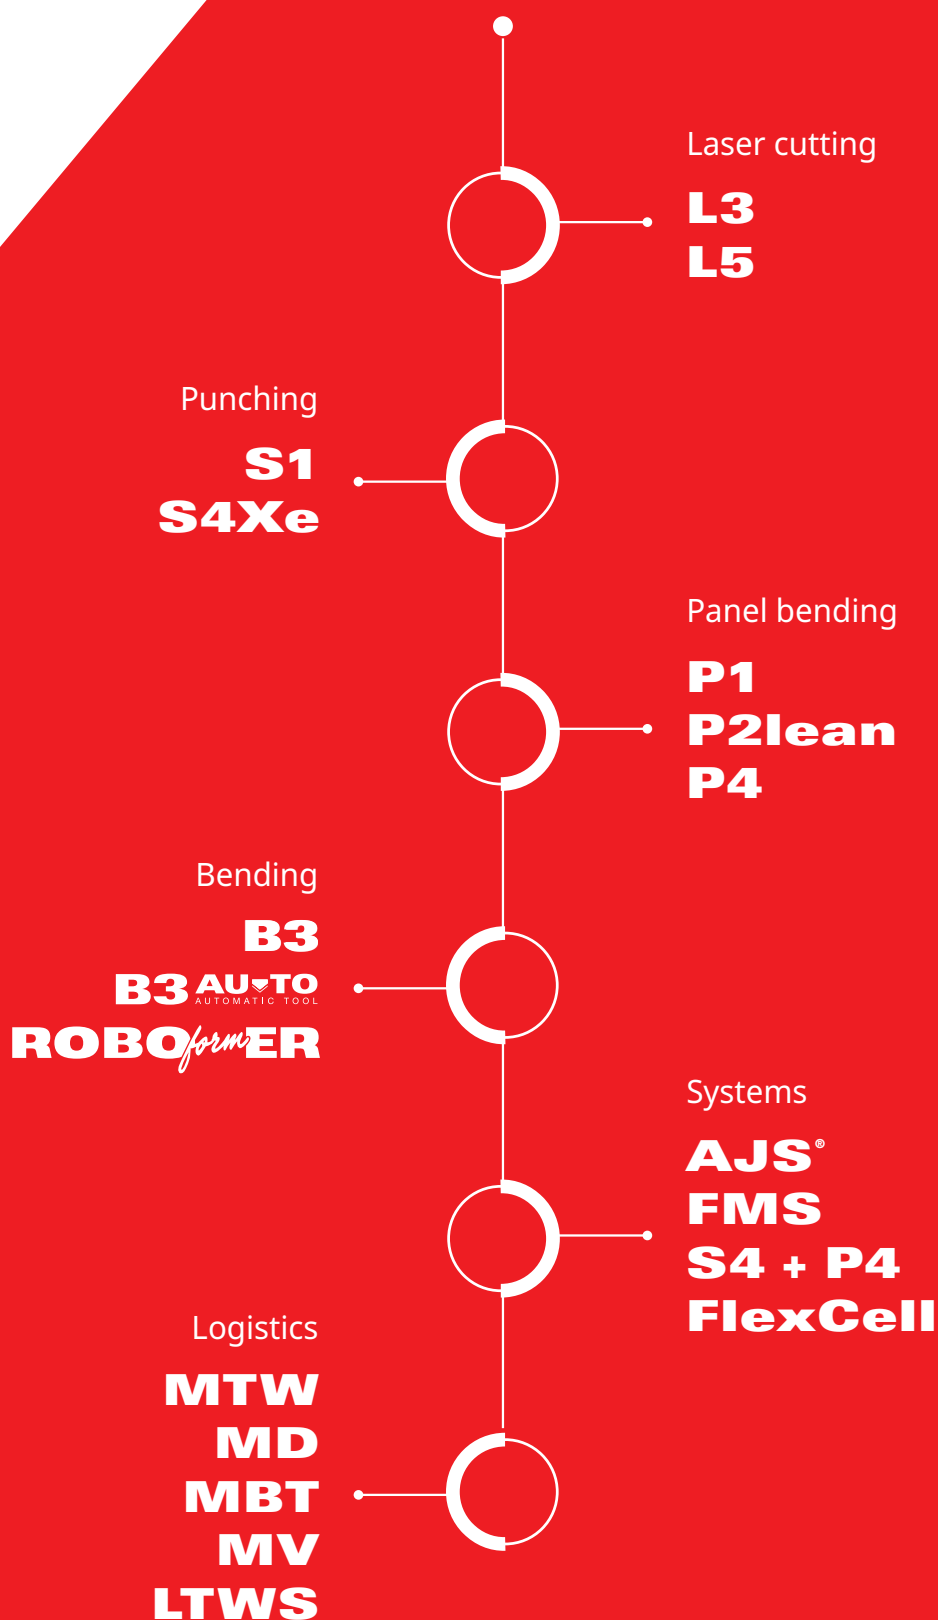 Laser cutting
L3
L5
Punching
S1
S4Xe
Panel bending
P1
P2lean
P4
Bending
B3
B3 AUTO
AUTOMATIC TOOL
ROBOformER
Systems
AJS®
FMS
S4 + P4
FlexCell
Logistics
MTW
MD
MBT
MV
LTWS